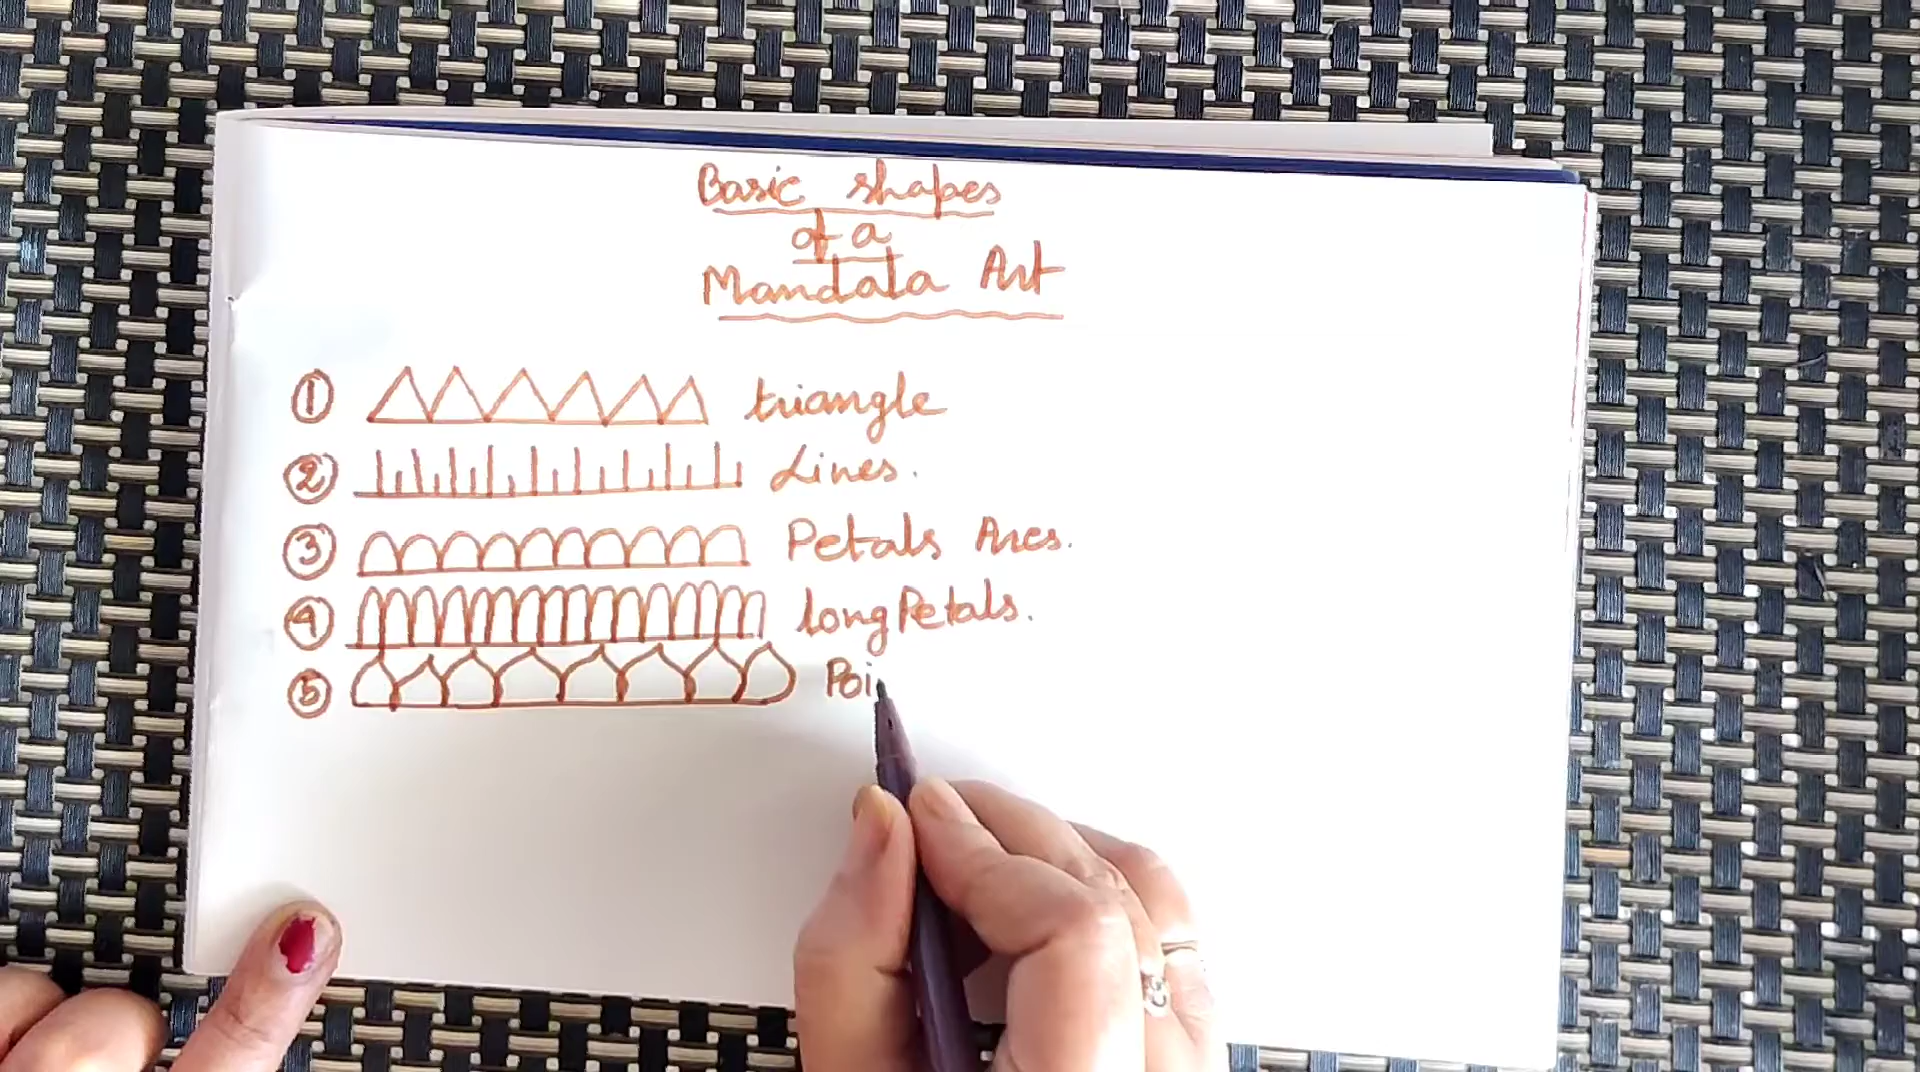 Basic shapes
of a
Mandala Art
① triangle
② Lines.
③ Petals Arcs.
④ long Petals.
⑤ Poi